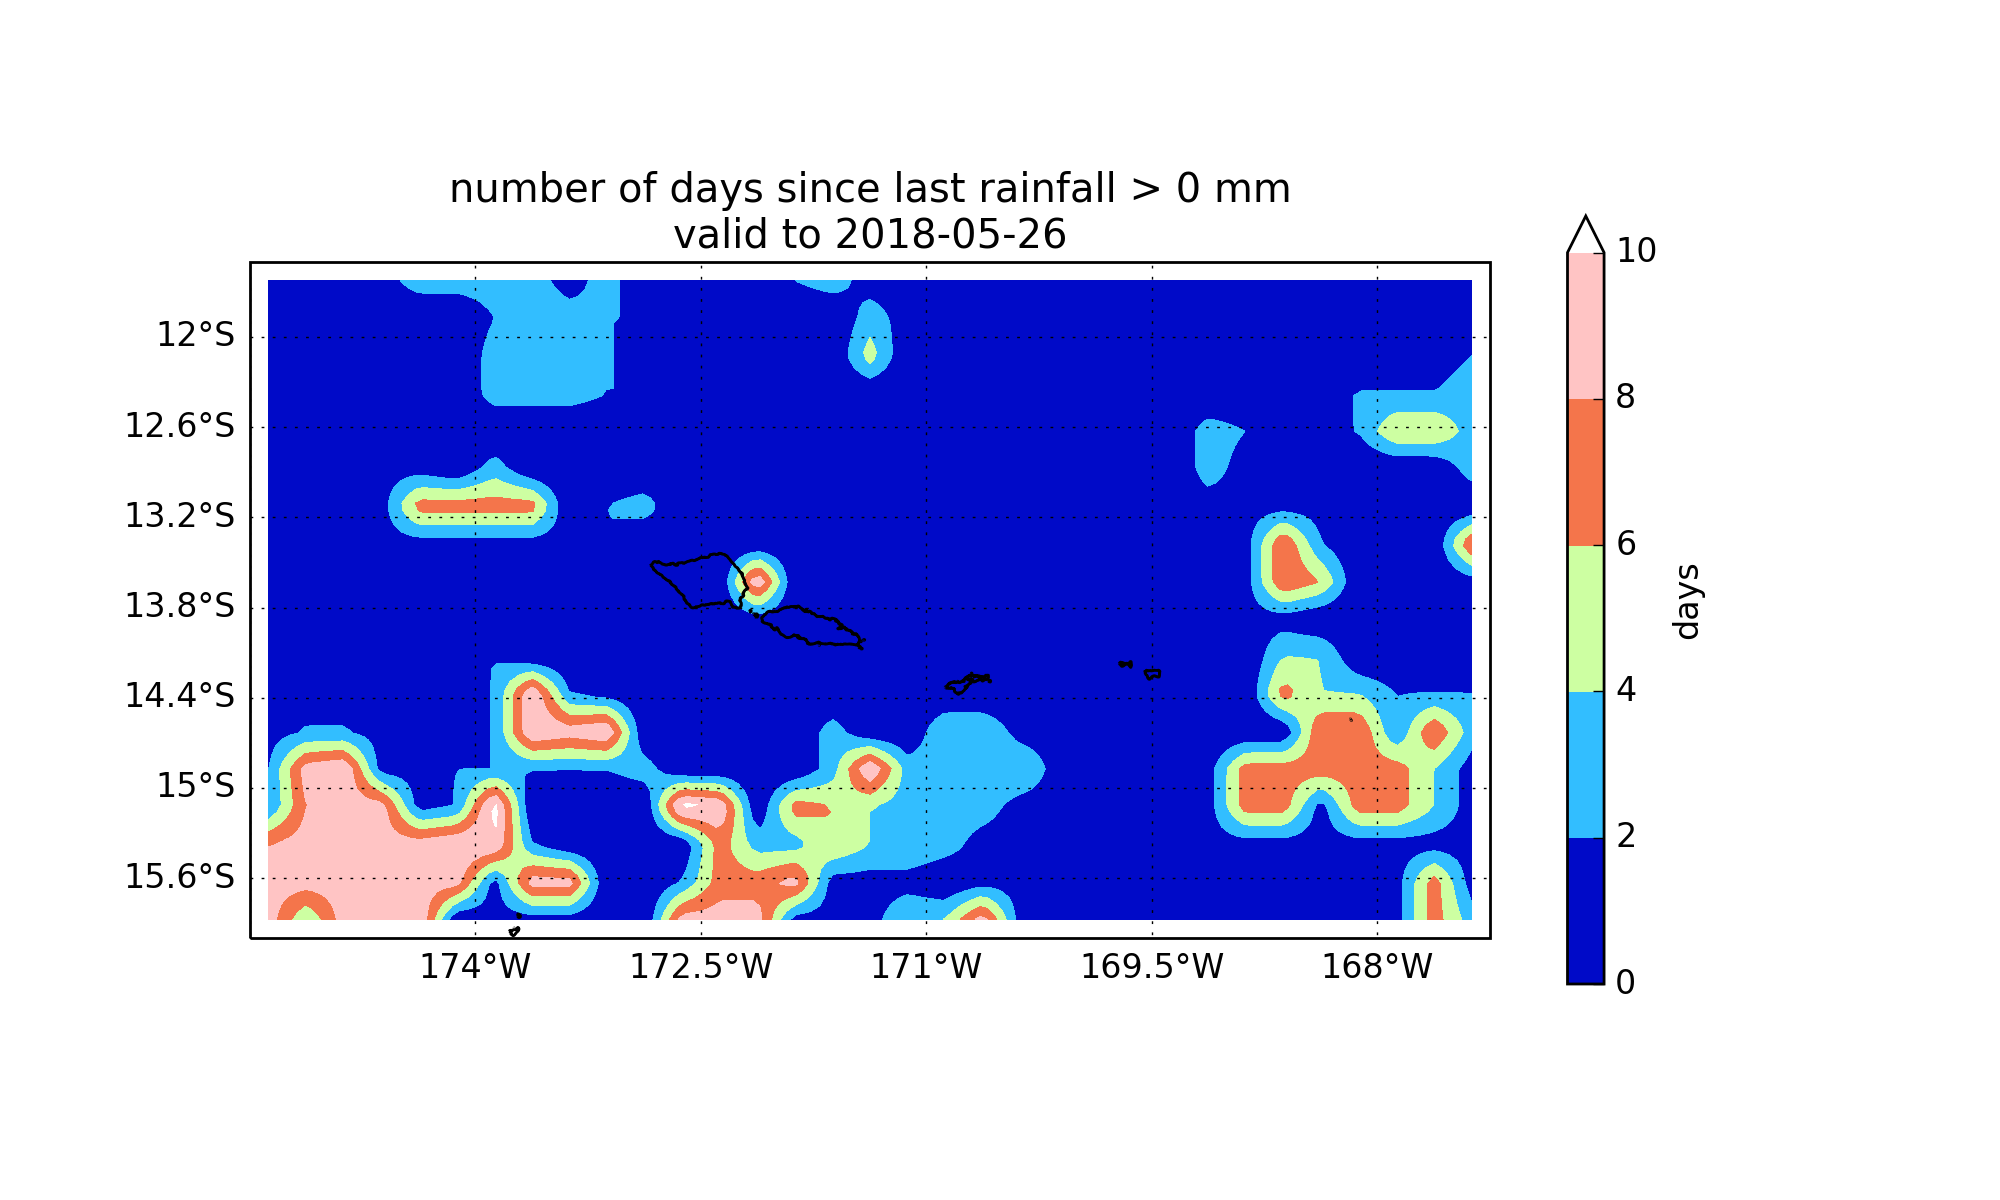 number of days since last rainfall > 0 mm
valid to 2018-05-26
12°S
12.6°S
13.2°S
13.8°S
14.4°S
15°S
15.6°S
174°W
172.5°W
171°W
169.5°W
168°W
10
8
6
4
2
0
days